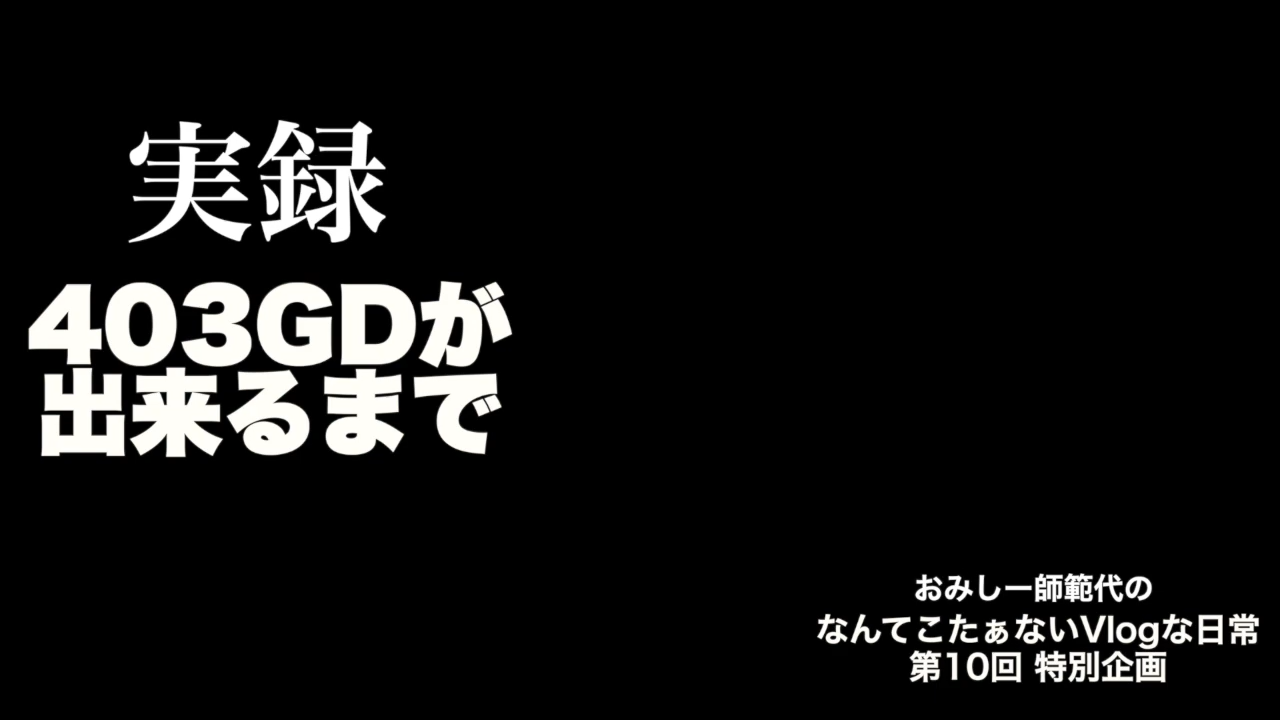 実録
403GDが
出来るまで
おみしー師範代の
なんてこたぁないVlogな日常
第10回 特別企画